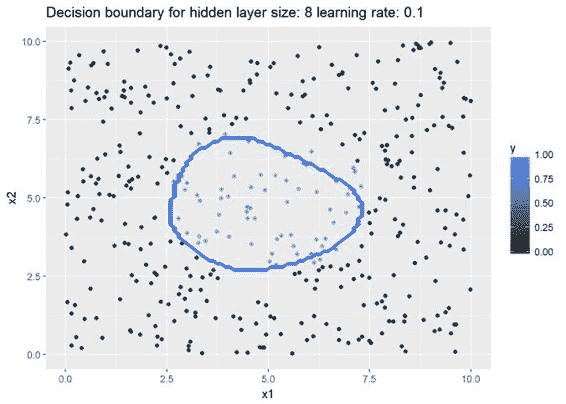 Decision boundary for hidden layer size: 8 learning rate: 0.1
10.0
7.5
5.0
2.5
0.0
x2
0.0 2.5 5.0 7.5 10.0
x1
y
1.00
0.75
0.50
0.25
0.00